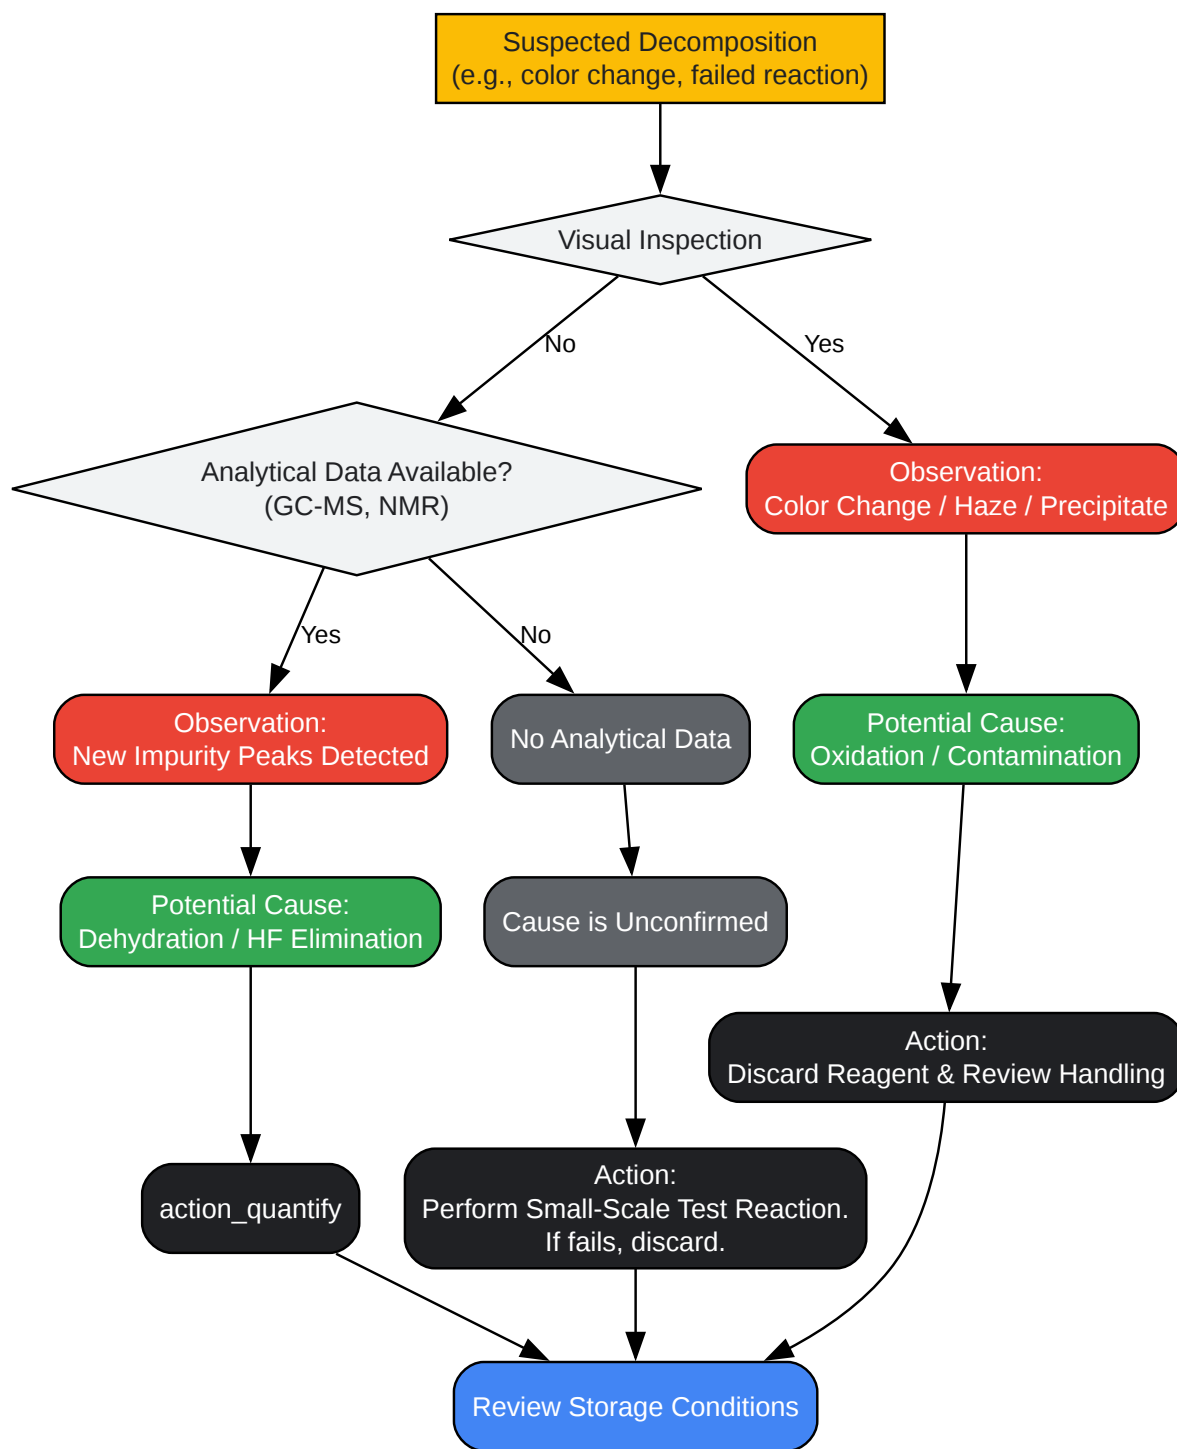 Suspected Decomposition
(e.g., color change, failed reaction)
Visual Inspection
No
Yes
Analytical Data Available?
(GC-MS, NMR)
Observation:
Color Change / Haze / Precipitate
Yes
No
Observation:
New Impurity Peaks Detected
No Analytical Data
Potential Cause:
Oxidation / Contamination
Potential Cause:
Dehydration / HF Elimination
Cause is Unconfirmed
Action:
Discard Reagent & Review Handling
action_quantify
Action:
Perform Small-Scale Test Reaction.
If fails, discard.
Review Storage Conditions